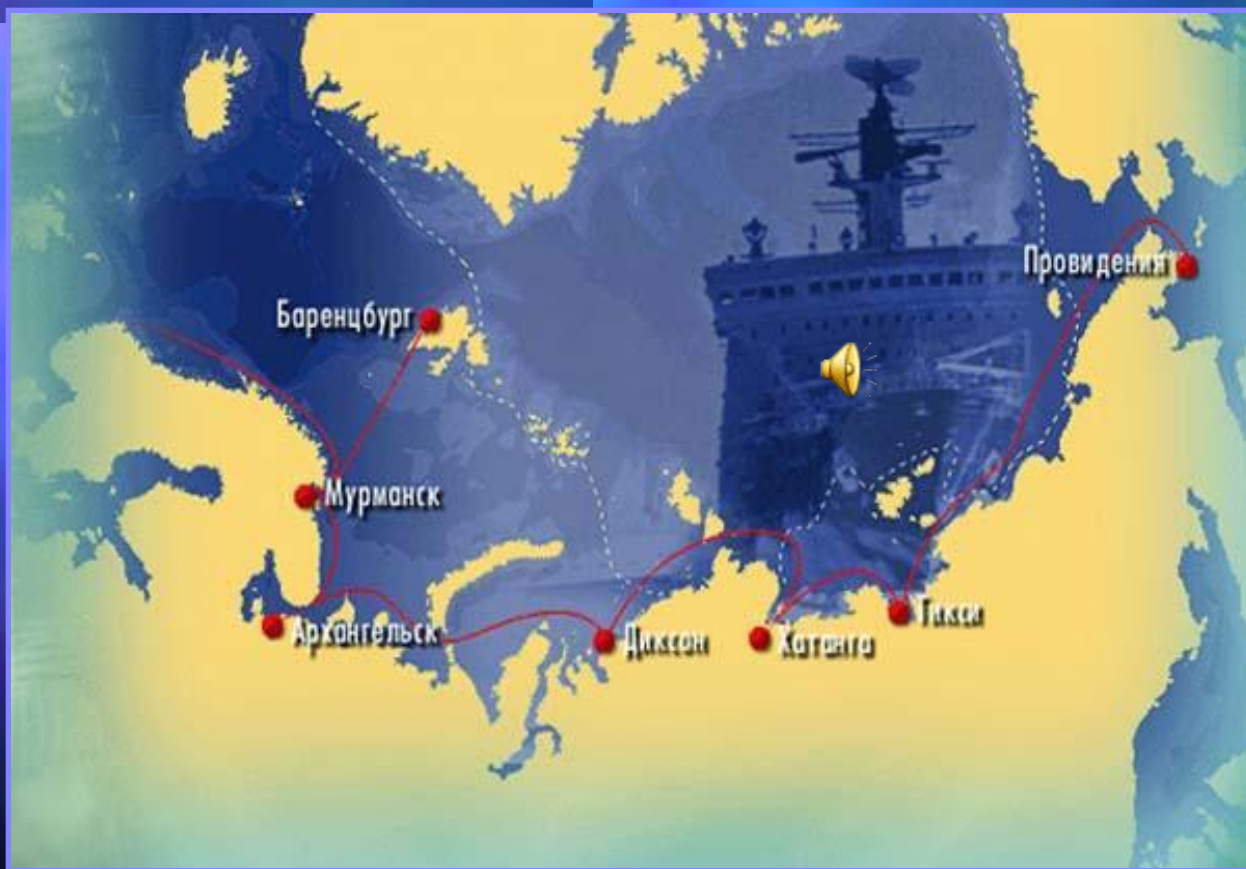 Провидения
Баренцбург
Мурманск
Архангельск
Диксон
Хатанга
Тикси